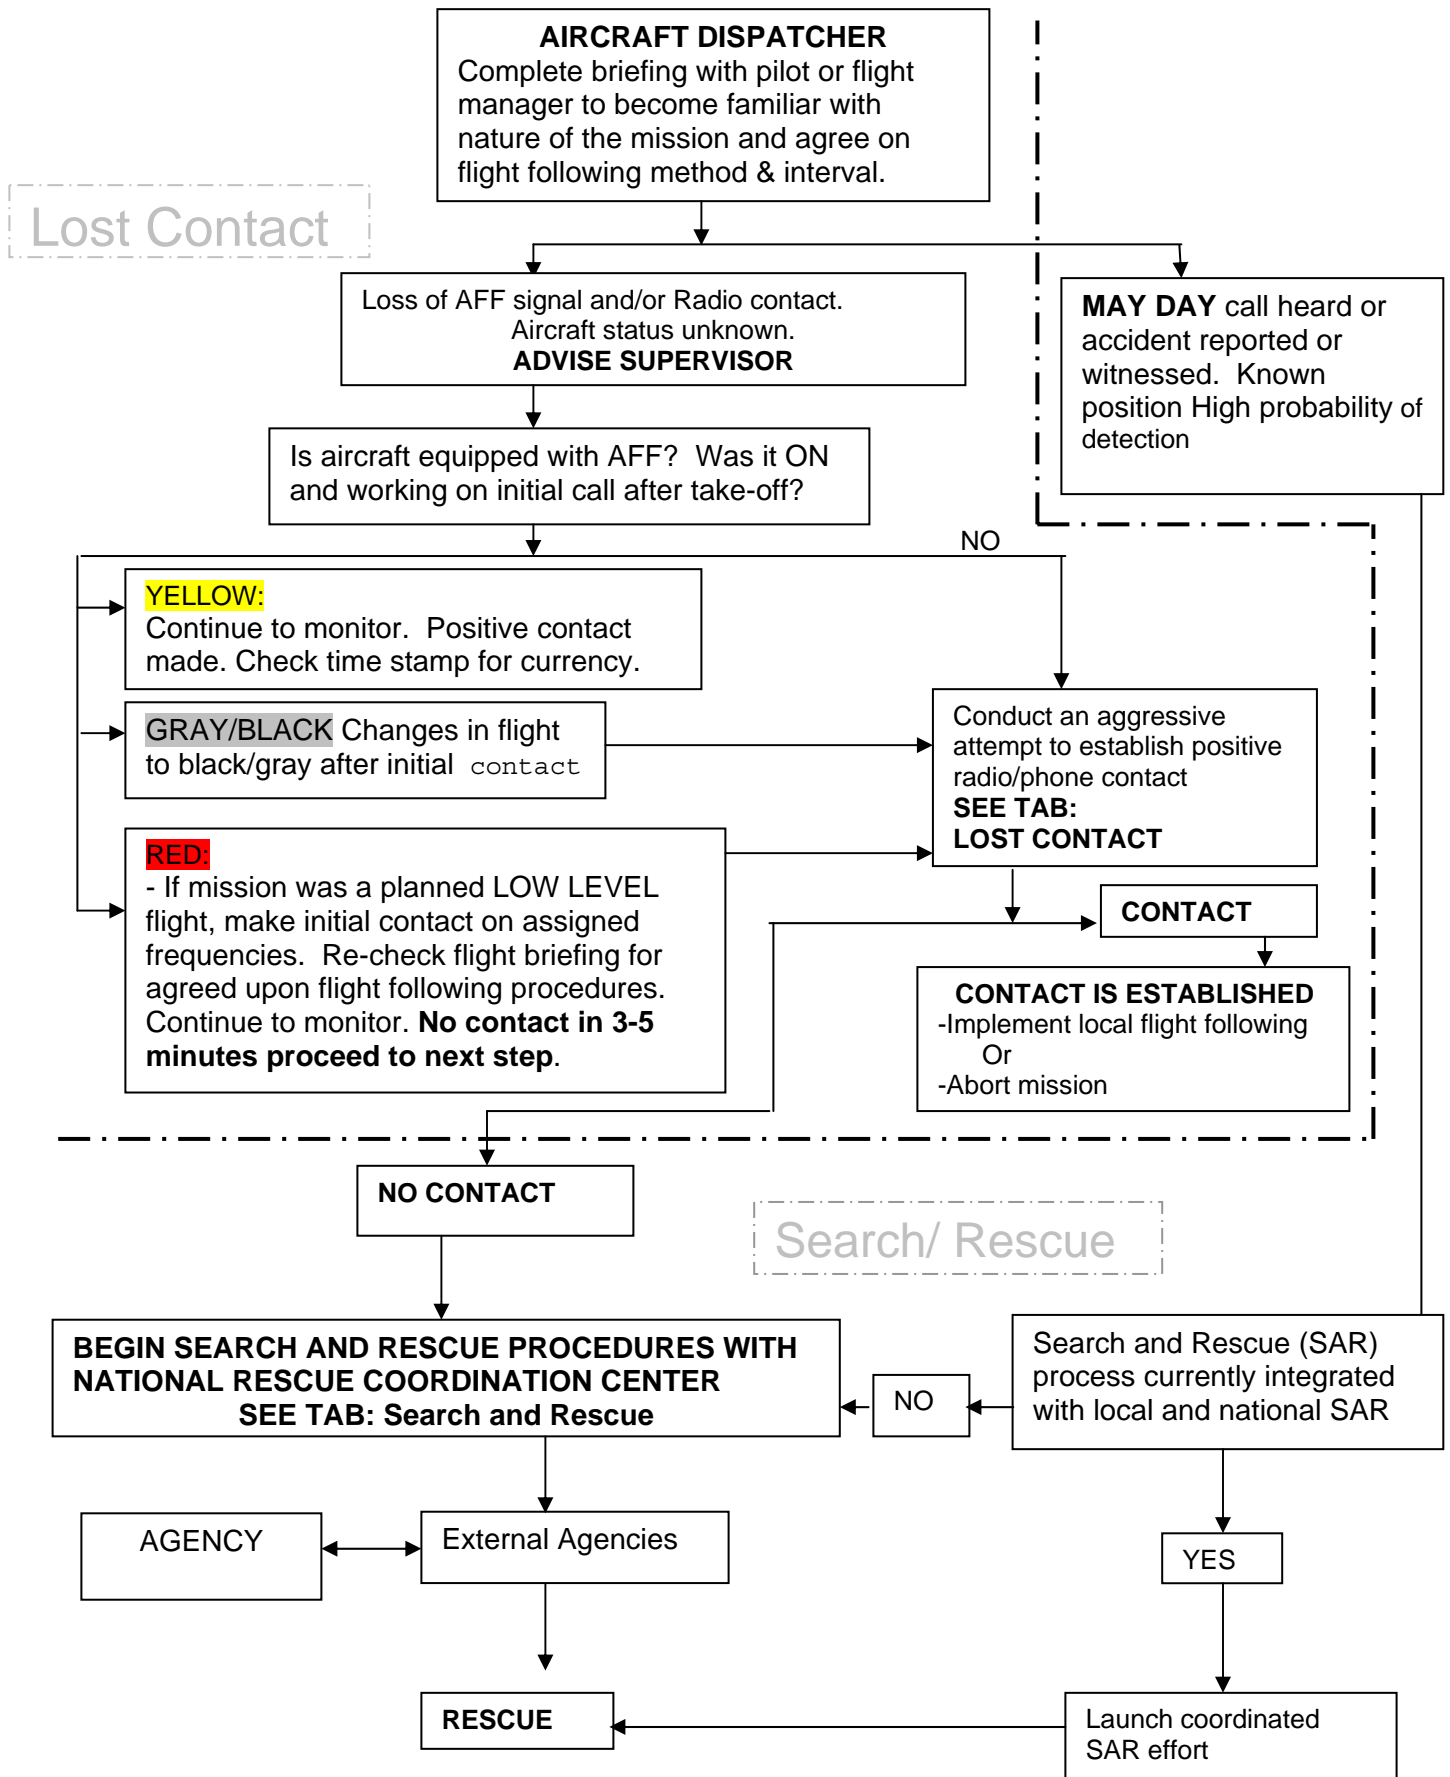 AIRCRAFT DISPATCHER
Complete briefing with pilot or flight
manager to become familiar with
nature of the mission and agree on
flight following method & interval.
Lost Contact
Loss of AFF signal and/or Radio contact.
Aircraft status unknown.
ADVISE SUPERVISOR
MAY DAY call heard or
accident reported or
witnessed.  Known
position High probability of
detection
Is aircraft equipped with AFF?  Was it ON
and working on initial call after take-off?
NO
YELLOW:
Continue to monitor.  Positive contact
made. Check time stamp for currency.
GRAY/BLACK Changes in flight
to black/gray after initial contact
RED:
- If mission was a planned LOW LEVEL
flight, make initial contact on assigned
frequencies.  Re-check flight briefing for
agreed upon flight following procedures.
Continue to monitor. No contact in 3-5
minutes proceed to next step.
Conduct an aggressive
attempt to establish positive
radio/phone contact
SEE TAB:
LOST CONTACT
CONTACT
CONTACT IS ESTABLISHED
-Implement local flight following
Or
-Abort mission
NO CONTACT
Search/ Rescue
BEGIN SEARCH AND RESCUE PROCEDURES WITH
NATIONAL RESCUE COORDINATION CENTER
SEE TAB: Search and Rescue
NO
Search and Rescue (SAR)
process currently integrated
with local and national SAR
AGENCY
External Agencies
YES
RESCUE
Launch coordinated
SAR effort